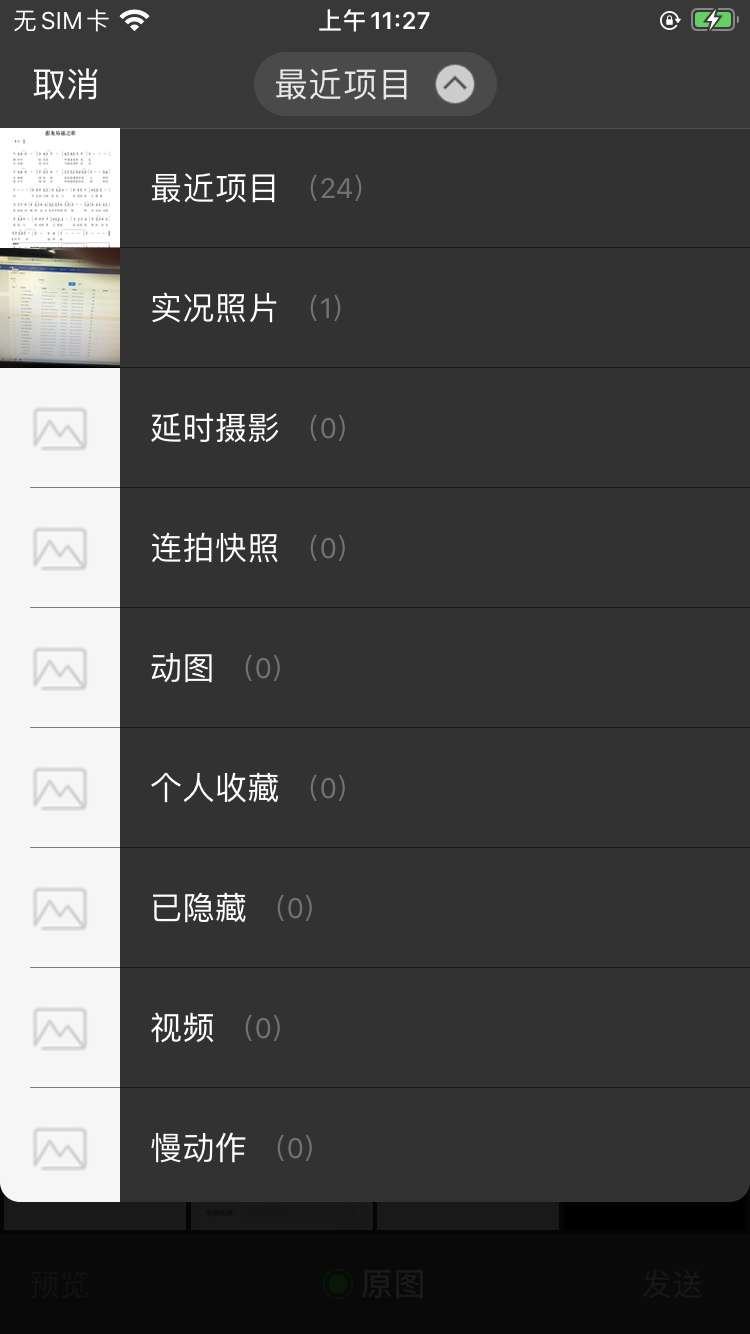 无SIM卡
上午11:27
取消
最近项目
最近项目 (24)
实况照片 (1)
延时摄影 (0)
连拍快照 (0)
动图 (0)
个人收藏 (0)
已隐藏 (0)
视频 (0)
慢动作 (0)
预览
原图
发送